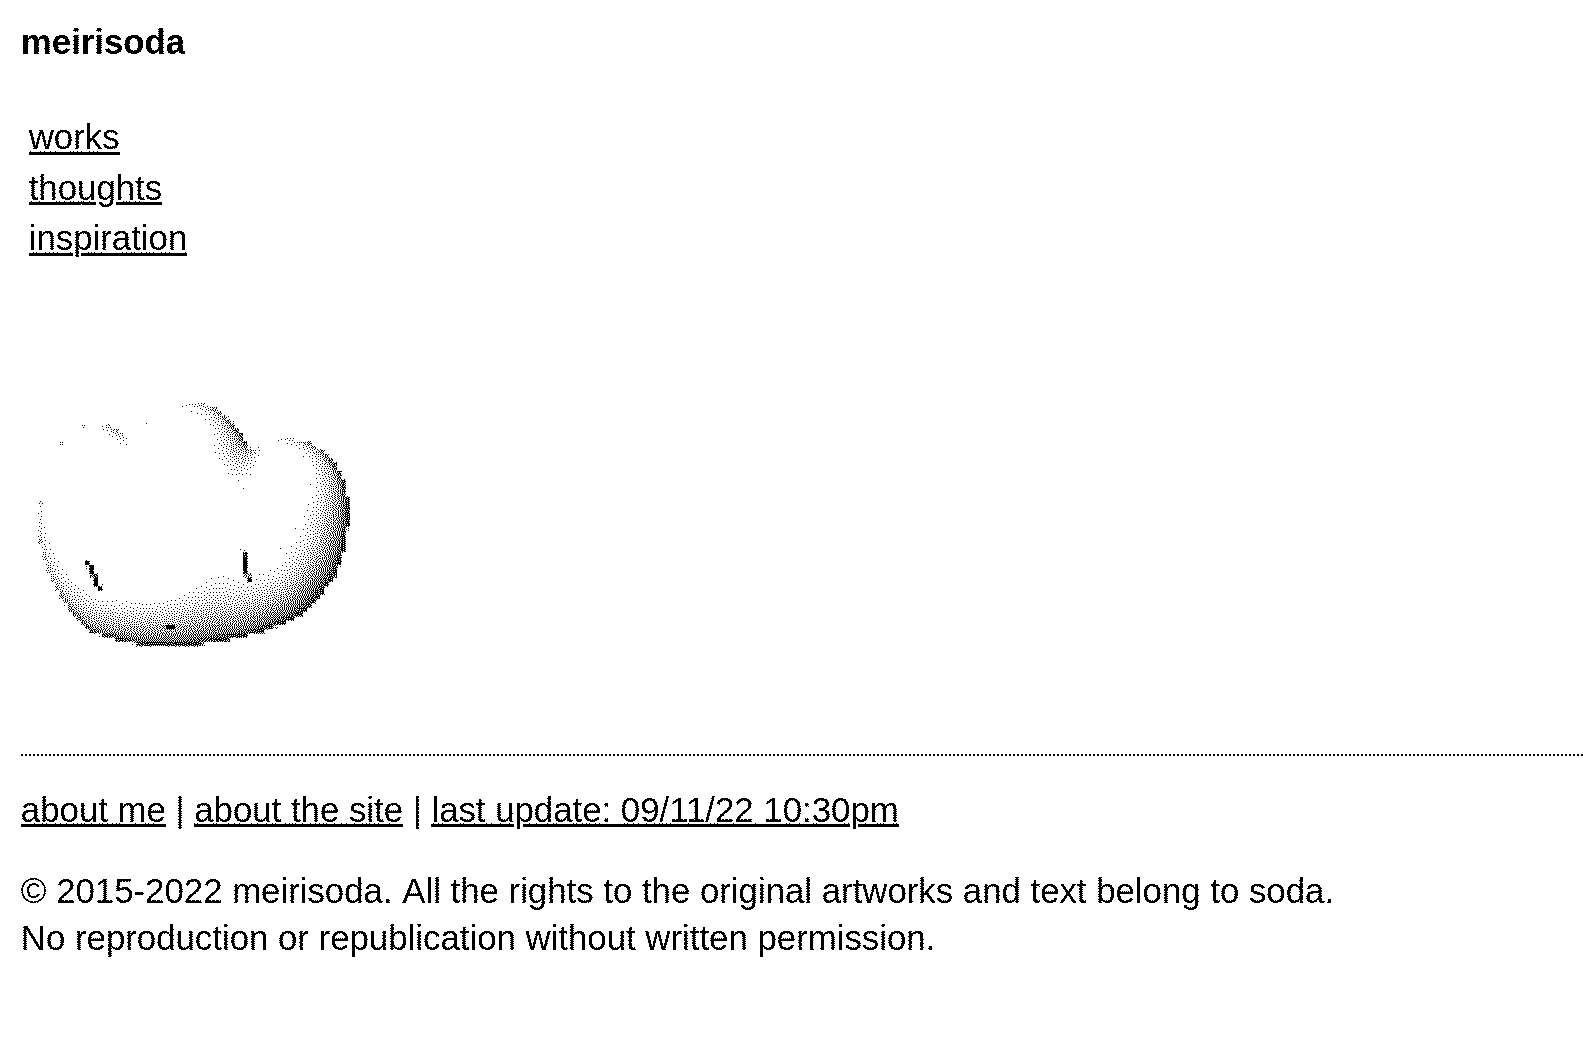 meirisoda
works
thoughts
inspiration
about me | about the site | last update: 09/11/22 10:30pm
© 2015-2022 meirisoda. All the rights to the original artworks and text belong to soda.
No reproduction or republication without written permission.